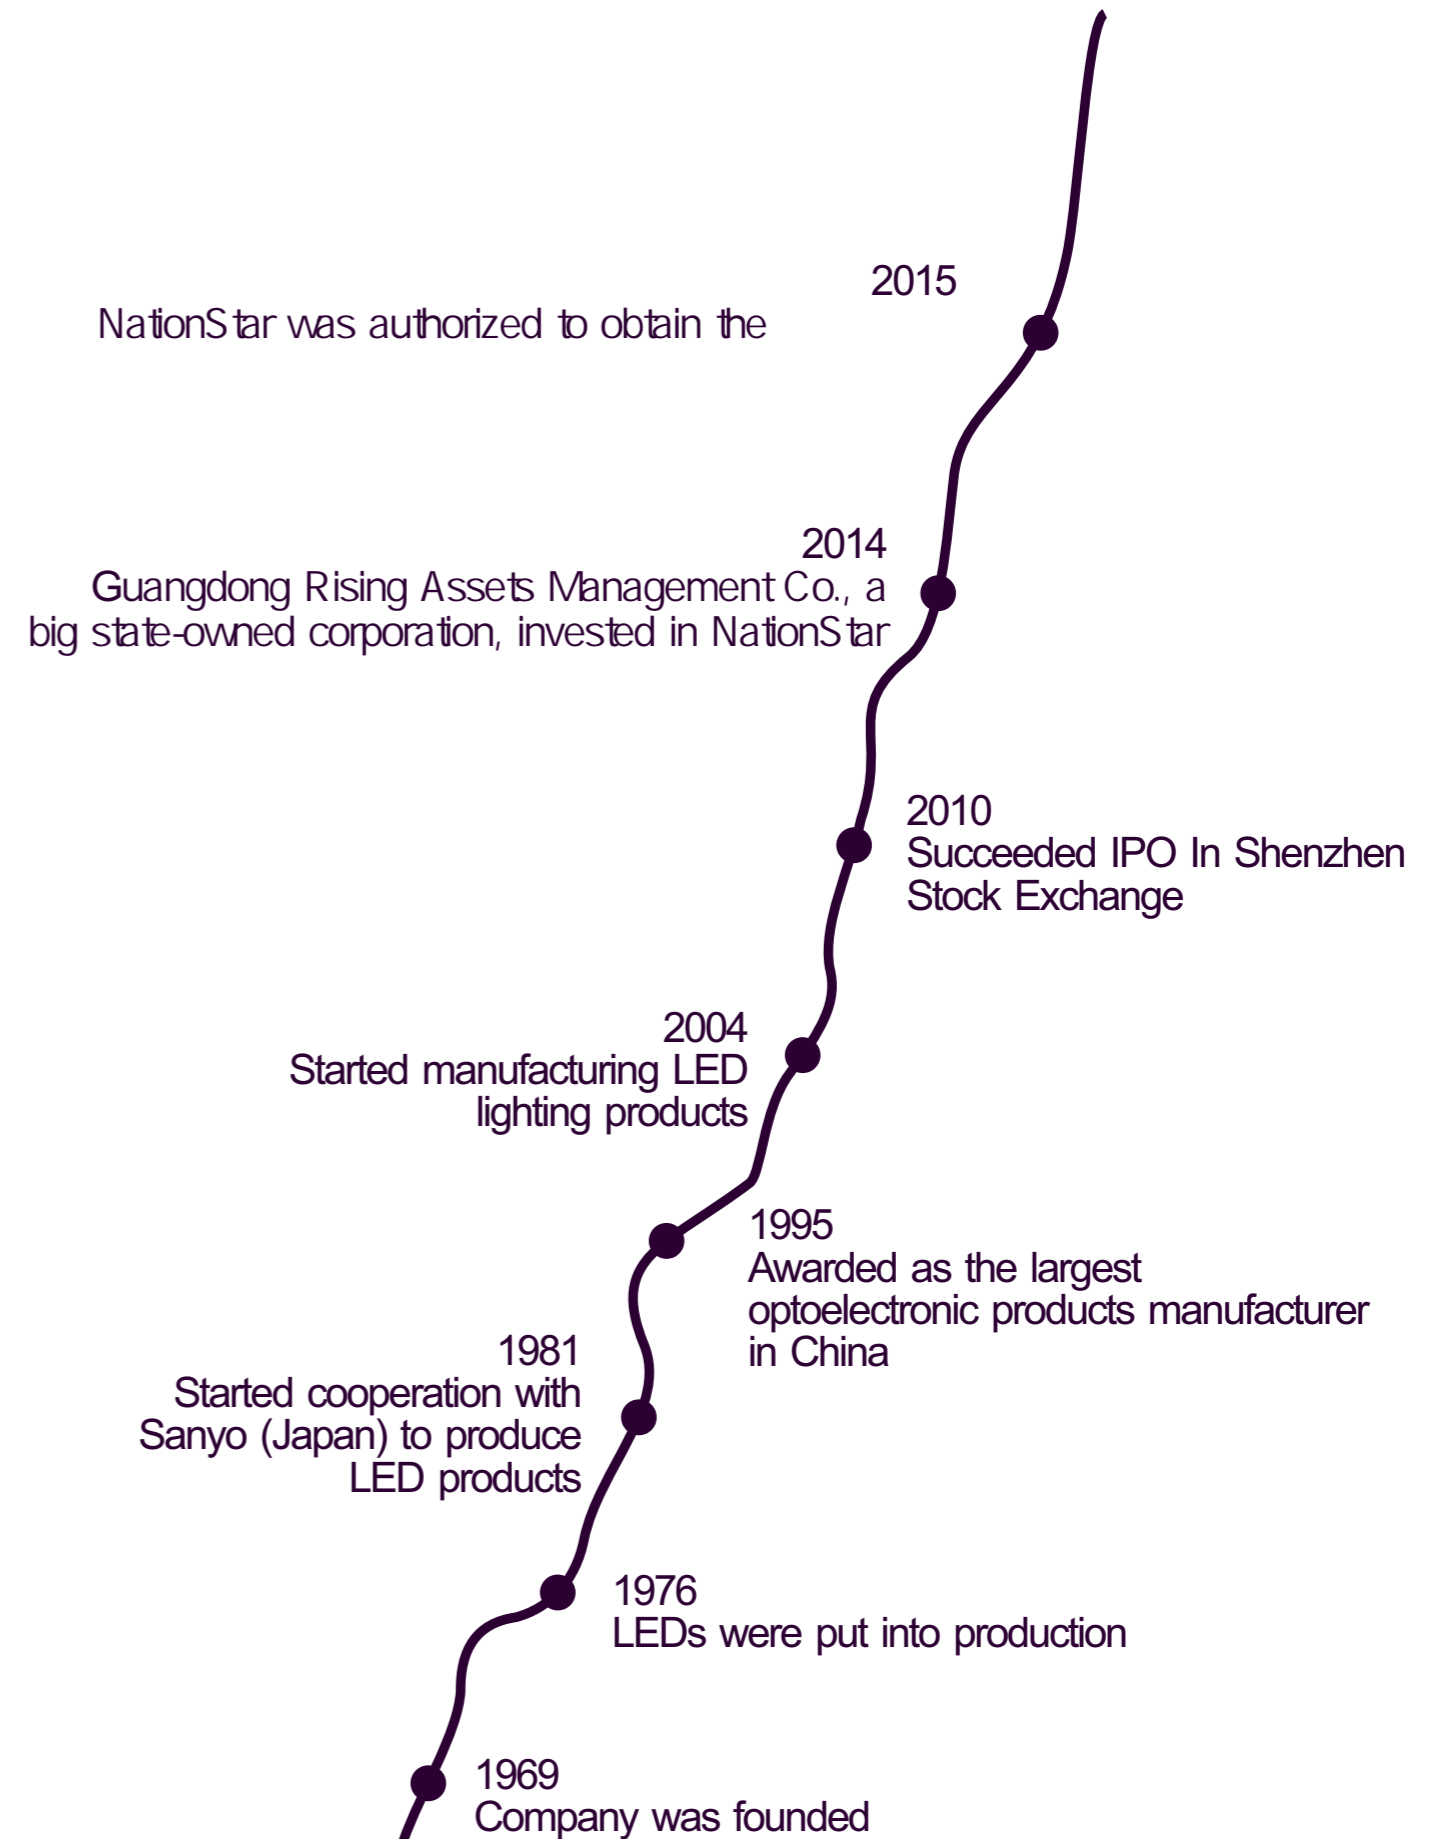 2015
NationStar was authorized to obtain the
2014
Guangdong Rising Assets Management Co., a
big state-owned corporation, invested in NationStar
2010
Succeeded IPO In Shenzhen
Stock Exchange
2004
Started manufacturing LED
lighting products
1995
Awarded as the largest
optoelectronic products manufacturer
in China
1981
Started cooperation with
Sanyo (Japan) to produce
LED products
1976
LEDs were put into production
1969
Company was founded